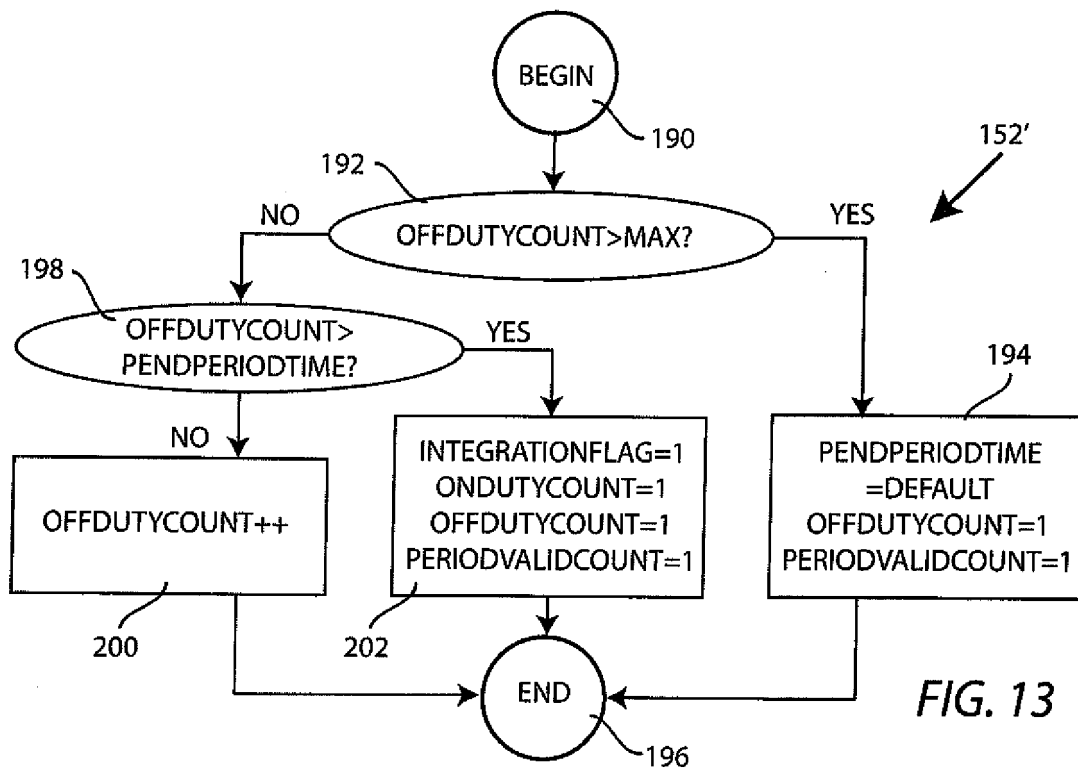 BEGIN
190
152'
192
NO
OFFDUTYCOUNT>MAX?
YES
198
OFFDUTYCOUNT>
PENDPERIODTIME?
YES
194
NO
OFFDUTYCOUNT++
INTEGRATIONFLAG=1
ONDUTYCOUNT=1
OFFDUTYCOUNT=1
PERIODVALIDCOUNT=1
PENDPERIODTIME
=DEFAULT
OFFDUTYCOUNT=1
PERIODVALIDCOUNT=1
200
202
END
196
FIG. 13